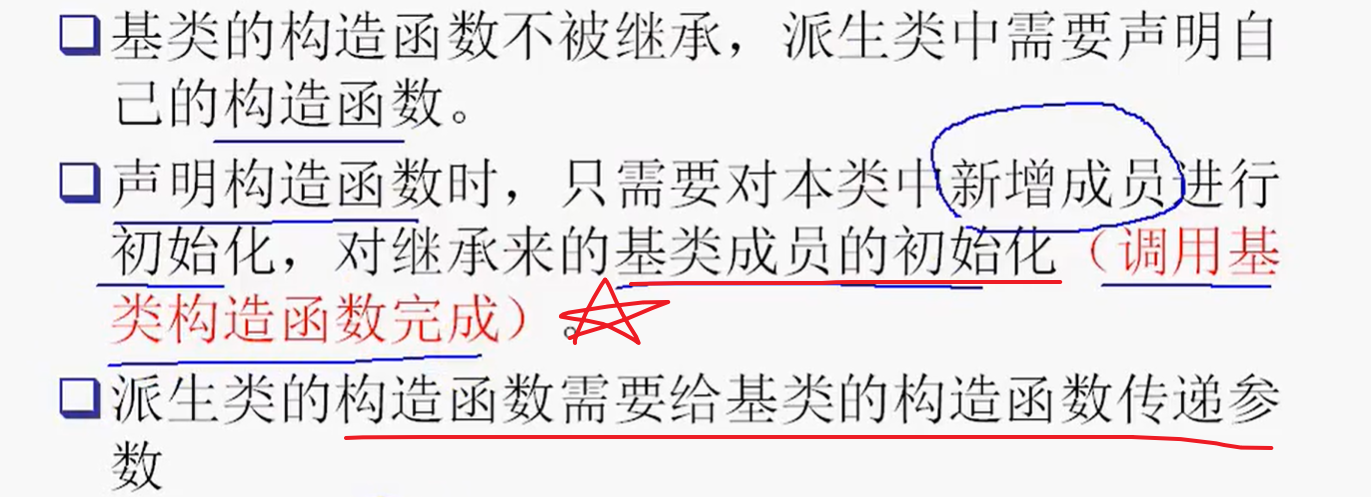 基类的构造函数不被继承，派生类中需要声明自
己的构造函数。
声明构造函数时，只需要对本类中新增成员进行
初始化，对继承来的基类成员的初始化（调用基
类构造函数完成）。
派生类的构造函数需要给基类的构造函数传递参
数